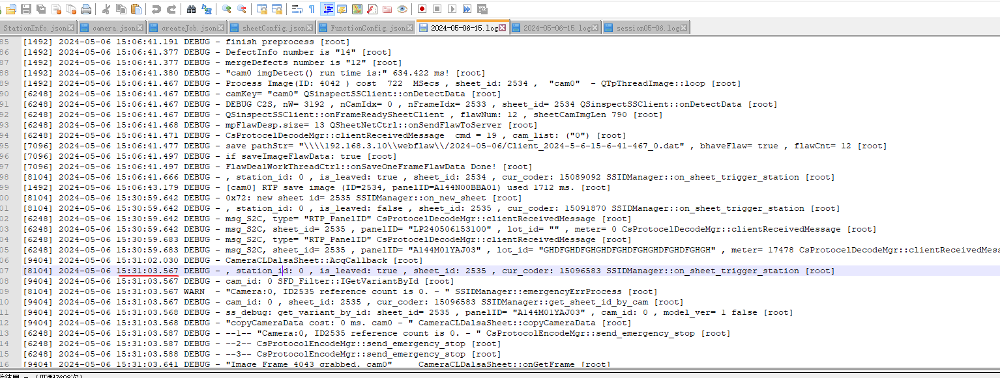 StationInfo.json camera.json createJob.json sheetConfig.json FunctionConfig.json 2024-05-06-15.log 2024-05-06-15.log session05-06.log
85 [1492] 2024-05-06 15:06:41.191 DEBUG - finish preprocess [root]
86 [1492] 2024-05-06 15:06:41.377 DEBUG - DefectInfo number is "14" [root]
87 [1492] 2024-05-06 15:06:41.377 DEBUG - mergeDefects number is "12" [root]
88 [1492] 2024-05-06 15:06:41.380 DEBUG - "cam0 imgDetect() run time is:" 634.422 ms! [root]
89 [1492] 2024-05-06 15:06:41.467 DEBUG - Process Image(ID: 4042 ) cost  722  MSecs , sheet_id: 2534 ,  "cam0"  - QTpThreadImage::loop [root]
90 [6248] 2024-05-06 15:06:41.467 DEBUG - camKey= "cam0" QSinspectSSClient::onDetectData [root]
91 [6248] 2024-05-06 15:06:41.467 DEBUG - DEBUG C2S, nW= 3192 , nCamIdx= 0 , nFrameIdx= 2533 , sheet_id= 2534 QSinspectSSClient::onDetectData [root]
92 [6248] 2024-05-06 15:06:41.467 DEBUG - QSinspectSSClient::onFrameReadySheetClient , flawNum: 12 , sheetCamImgLen 790 [root]
93 [6248] 2024-05-06 15:06:41.468 DEBUG - mpFlawDesp.size= 13 QSheetNetCtrl::onSendFlawToServer [root]
94 [6248] 2024-05-06 15:06:41.471 DEBUG - CsProtocelDecodeMgr::clientReceivedMessage  cmd = 19 , cam_list: ("0") [root]
95 [7096] 2024-05-06 15:06:41.477 DEBUG - save pathStr= "\\\\192.168.3.10\\webflaw\\/2024-05-06/Client_2024-5-6-15-6-41-467_0.dat" , bhaveFlaw= true , flawCnt= 12 [root]
96 [7096] 2024-05-06 15:06:41.497 DEBUG - if saveImageFlawData: true [root]
97 [7096] 2024-05-06 15:06:41.497 DEBUG - FlawDealWorkThreadCtrl::onSaveOneFrameFlawData Done! [root]
98 [8104] 2024-05-06 15:06:41.666 DEBUG - , station_id: 0 , is_leaved: true , sheet_id: 2534 , cur_coder: 15089092 SSIDManager::on_sheet_trigger_station [root]
99 [1492] 2024-05-06 15:06:43.179 DEBUG - [cam0] RTP save image (ID=2534, panelID=A144N00BBA01) used 1712 ms. [root]
00 [8104] 2024-05-06 15:30:59.642 DEBUG - 0x72: new sheet id= 2535 SSIDManager::on_new_sheet [root]
01 [8104] 2024-05-06 15:30:59.642 DEBUG - , station_id: 0 , is_leaved: false , sheet_id: 2535 , cur_coder: 15091870 SSIDManager::on_sheet_trigger_station [root]
02 [6248] 2024-05-06 15:30:59.642 DEBUG - msg_S2C, type= "RTP_PanelID" CsProtocelDecodeMgr::clientReceivedMessage [root]
03 [6248] 2024-05-06 15:30:59.642 DEBUG - msg_S2C, sheet_id= 2535 , panelID= "LP240506153100" , lot_id= "" , meter= 0 CsProtocelDecodeMgr::clientReceivedMessage [root]
04 [6248] 2024-05-06 15:30:59.683 DEBUG - msg_S2C, type= "RTP_PanelID" CsProtocelDecodeMgr::clientReceivedMessage [root]
05 [6248] 2024-05-06 15:30:59.683 DEBUG - msg_S2C, sheet_id= 2535 , panelID= "A144M01YAJ03" , lot_id= "GHDFGHDFGHGHDFGHDFGHGHDFGHDFGHGH" , meter= 17478 CsProtocelDecodeMgr::clientReceivedMess
06 [9404] 2024-05-06 15:31:02.030 DEBUG - CameraCLDalsaSheet::AcqCallback [root]
07 [8104] 2024-05-06 15:31:03.567 DEBUG - , station_id: 0 , is_leaved: true , sheet_id: 2535 , cur_coder: 15096583 SSIDManager::on_sheet_trigger_station [root]
08 [9404] 2024-05-06 15:31:03.567 DEBUG - cam_id: 0 SFD_Filter::IGetVariantById [root]
09 [8104] 2024-05-06 15:31:03.567 WARN  - "Camera:0, ID2535 reference count is 0. - " SSIDManager::emergencyErrProcess [root]
10 [9404] 2024-05-06 15:31:03.567 DEBUG - cam_id: 0 , sheet_id: 2535 , cur_coder: 15096583 SSIDManager::get_sheet_id_by_cam [root]
11 [9404] 2024-05-06 15:31:03.568 DEBUG - ss_debug: get_variant_by_id: sheet_id= 2535 , panelID= "A144M01YAJ03" , cam_id: 0 , model_ver= 1 false [root]
12 [9404] 2024-05-06 15:31:03.568 DEBUG - "copyCameraData cost: 0 ms. cam0 - " CameraCLDalsaSheet::copyCameraData [root]
13 [6248] 2024-05-06 15:31:03.587 DEBUG - --1-- "Camera:0, ID2535 reference count is 0. - " CsProtocolEncodeMgr::send_emergency_stop [root]
14 [6248] 2024-05-06 15:31:03.587 DEBUG - --2-- CsProtocolEncodeMgr::send_emergency_stop [root]
15 [6248] 2024-05-06 15:31:03.588 DEBUG - --3-- CsProtocolEncodeMgr::send_emergency_stop [root]
16 [9404] 2024-05-06 15:31:03.641 DEBUG - "Image Frame 4043 grabbed. cam0"    CameraCLDalsaSheet::onGetFrame [root]